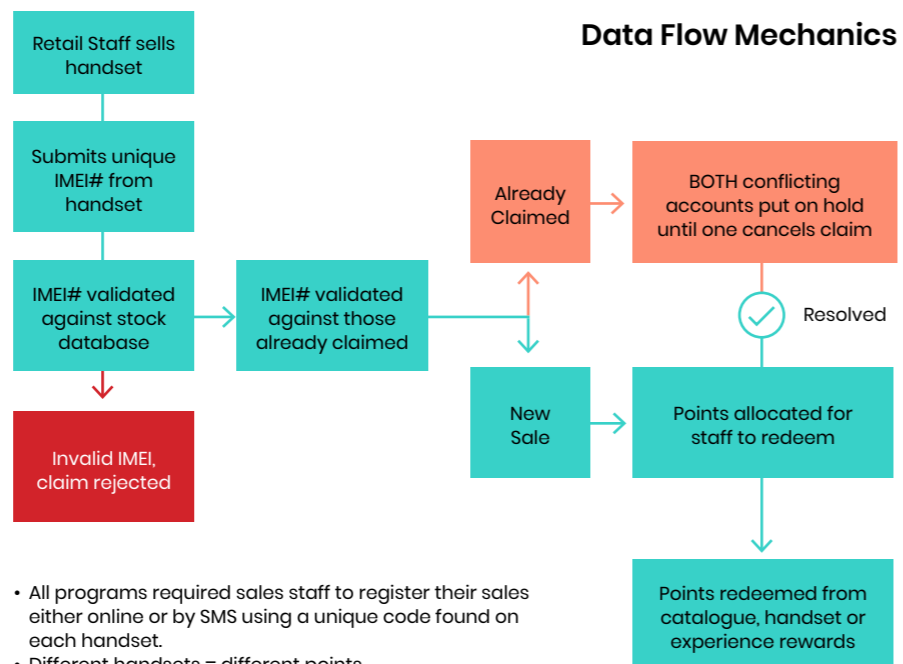 Data Flow Mechanics
Retail Staff sells
handset
Submits unique
IMEI# from
handset
IMEI# validated
against stock
database
IMEI# validated
against those
already claimed
Invalid IMEI,
claim rejected
Already
Claimed
BOTH conflicting
accounts put on hold
until one cancels claim
Resolved
New
Sale
Points allocated for
staff to redeem
Points redeemed from
catalogue, handset or
experience rewards
• All programs required sales staff to register their sales
either online or by SMS using a unique code found on
each handset.
• Different handsets = different points